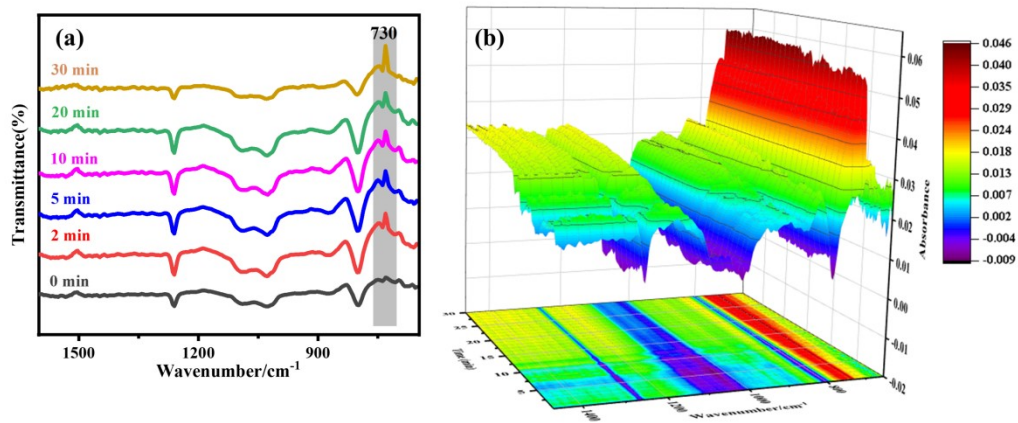 (a)
730
30 min
20 min
10 min
5 min
2 min
0 min
Transmittance(%)
1500
1200
900
Wavenumber/cm-1
(b)
0.06
0.05
0.04
0.03
0.02
0.01
0.00
-0.01
-0.02
Absorbance
30
25
20
15
10
5
Time(min)
1400
1200
1000
800
Wavenumber/cm-1
0.046
0.035
0.029
0.024
0.018
0.013
0.007
0.002
-0.004
-0.009